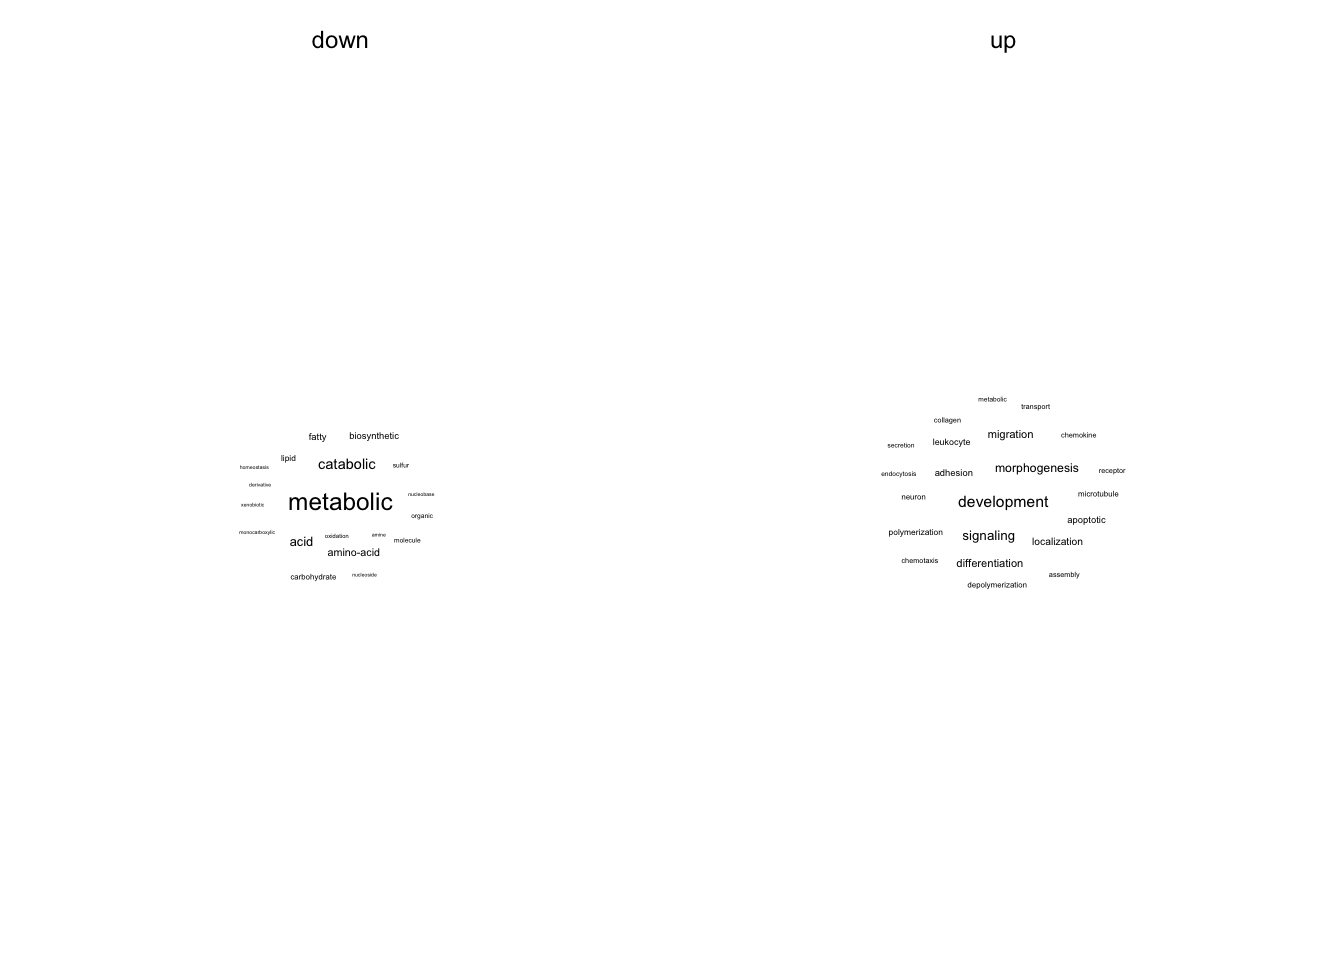 down
up
fatty
biosynthetic
lipid
catabolic
sulfur
homeostasis
derivative
metabolic
nucleobase
xenobiotic
organic
monocarboxylic
oxidation
amine
acid
molecule
amino-acid
carbohydrate
nucleoside
metabolic
transport
collagen
migration
chemokine
secretion
leukocyte
endocytosis
adhesion
morphogenesis
receptor
neuron
development
microtubule
apoptotic
polymerization
signaling
localization
chemotaxis
differentiation
assembly
depolymerization